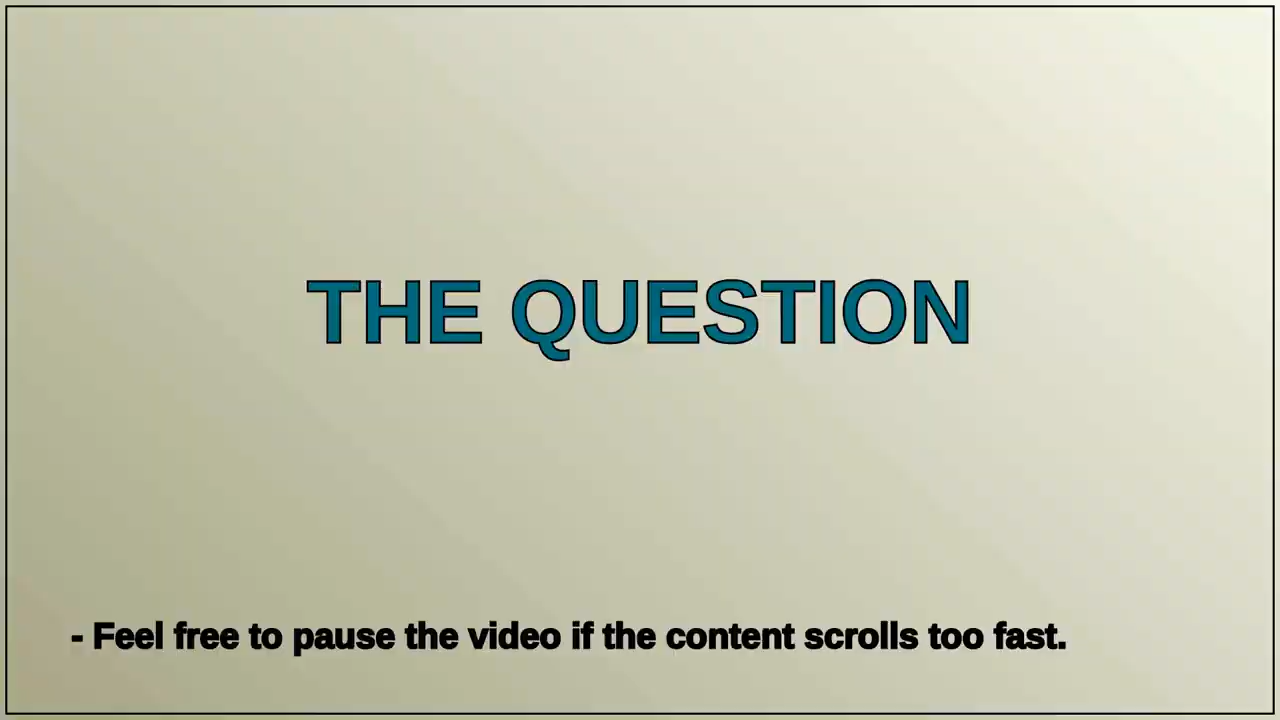 THE QUESTION
- Feel free to pause the video if the content scrolls too fast.